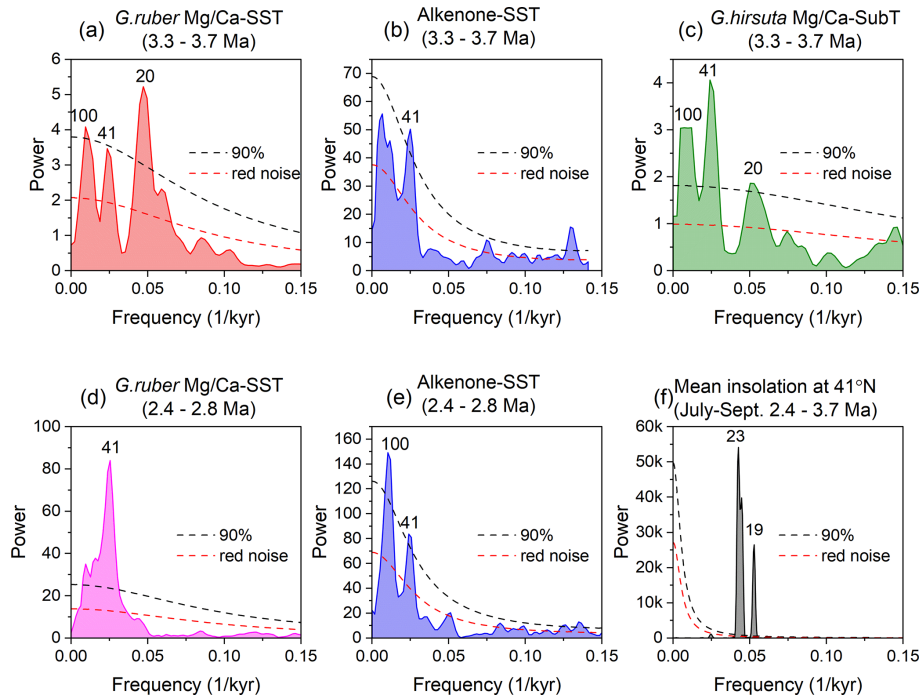 (a)
G.ruber Mg/Ca-SST
(3.3 - 3.7 Ma)
6
5
4
3
2
1
0
Power
100
41
20
90%
red noise
0.00
0.05
0.10
0.15
Frequency (1/kyr)
(b)
Alkenone-SST
(3.3 - 3.7 Ma)
70
60
50
40
30
20
10
0
Power
41
90%
red noise
0.00
0.05
0.10
0.15
Frequency (1/kyr)
(c)
G.hirsuta Mg/Ca-SubT
(3.3 - 3.7 Ma)
4
3
2
1
0
Power
100
41
20
90%
red noise
0.00
0.05
0.10
0.15
Frequency (1/kyr)
(d)
G.ruber Mg/Ca-SST
(2.4 - 2.8 Ma)
100
80
60
40
20
0
Power
41
90%
red noise
0.00
0.05
0.10
0.15
Frequency (1/kyr)
(e)
Alkenone-SST
(2.4 - 2.8 Ma)
160
140
120
100
80
60
40
20
0
Power
100
41
90%
red noise
0.00
0.05
0.10
0.15
Frequency (1/kyr)
(f)
Mean insolation at 41°N
(July-Sept. 2.4 - 3.7 Ma)
60k
50k
40k
30k
20k
10k
0
Power
23
19
90%
red noise
0.00
0.05
0.10
0.15
Frequency (1/kyr)